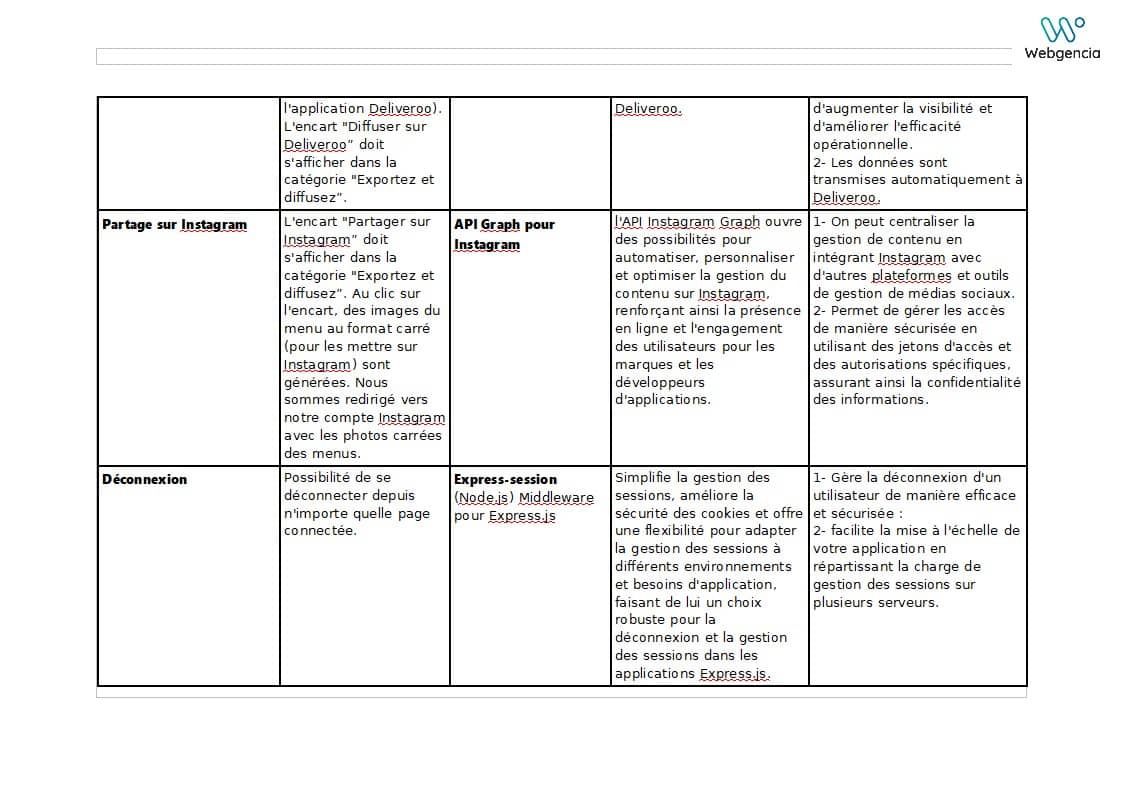 Webgencia
l'application Deliveroo).
L'encart "Diffuser sur
Deliveroo" doit
s'afficher dans la
catégorie "Exportez et
diffusez".
Deliveroo.
d'augmenter la visibilité et
d'améliorer l'efficacité
opérationnelle.
2- Les données sont
transmises automatiquement à
Deliveroo.
Partage sur Instagram
L'encart "Partager sur
Instagram" doit
s'afficher dans la
catégorie "Exportez et
diffusez". Au clic sur
l'encart, des images du
menu au format carré
(pour les mettre sur
Instagram) sont
générées. Nous
sommes redirigé vers
notre compte Instagram
avec les photos carrées
des menus.
API Graph pour
Instagram
l'API Instagram Graph ouvre
des possibilités pour
automatiser, personnaliser
et optimiser la gestion du
contenu sur Instagram,
renforçant ainsi la présence
en ligne et l'engagement
des utilisateurs pour les
marques et les
développeurs
d'applications.
1- On peut centraliser la
gestion de contenu en
intégrant Instagram avec
d'autres plateformes et outils
de gestion de médias sociaux.
2- Permet de gérer les accès
de manière sécurisée en
utilisant des jetons d'accès et
des autorisations spécifiques,
assurant ainsi la confidentialité
des informations.
Déconnexion
Possibilité de se
déconnecter depuis
n'importe quelle page
connectée.
Express-session
(Node.js) Middleware
pour Express.js
Simplifie la gestion des
sessions, améliore la
sécurité des cookies et offre
une flexibilité pour adapter
la gestion des sessions à
différents environnements
et besoins d'application,
faisant de lui un choix
robuste pour la
déconnexion et la gestion
des sessions dans les
applications Express.js.
1- Gère la déconnexion d'un
utilisateur de manière efficace
et sécurisée :
2- facilite la mise à l'échelle de
votre application en
répartissant la charge de
gestion des sessions sur
plusieurs serveurs.